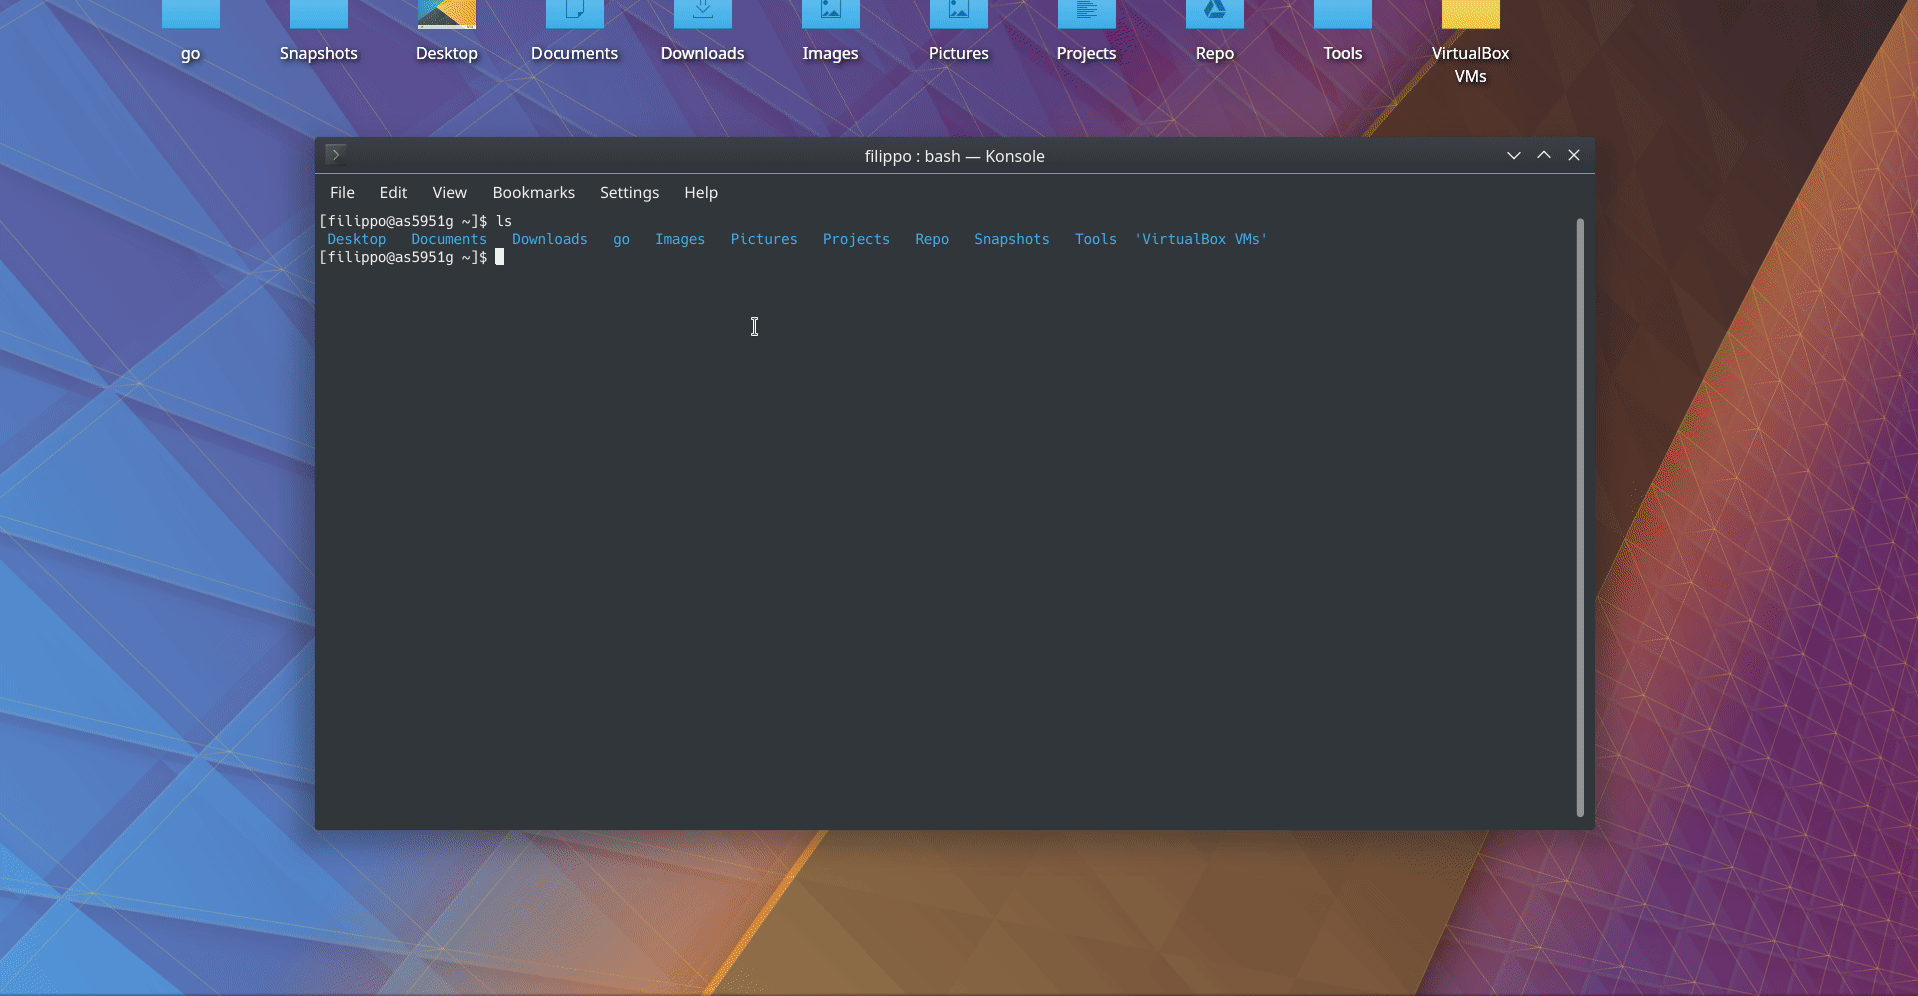 go Snapshots Desktop Documents Downloads Images Pictures Projects Repo Tools VirtualBox
VMs
filippo : bash — Konsole
File Edit View Bookmarks Settings Help
[filippo@as5951g ~]$ ls
Desktop Documents Downloads go Images Pictures Projects Repo Snapshots Tools 'VirtualBox VMs'
[filippo@as5951g ~]$